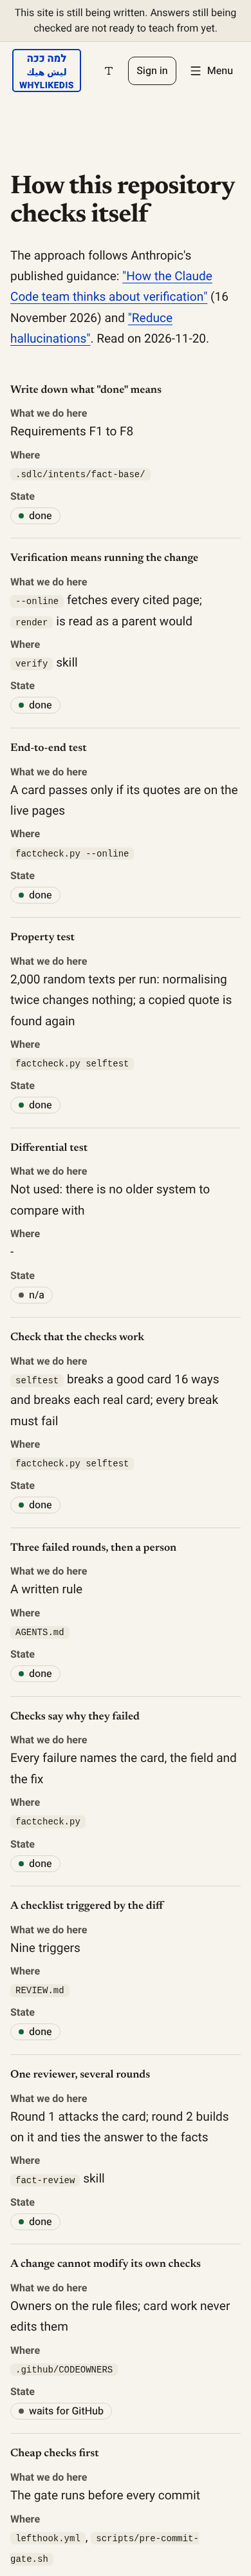 This site is still being written. Answers still being
checked are not ready to teach from yet.
למה ככה
ليش هيك
WHYLIKEDIS
T
Sign in
Menu
How this repository
checks itself
The approach follows Anthropic's
published guidance: "How the Claude
Code team thinks about verification" (16
November 2026) and "Reduce
hallucinations". Read on 2026-11-20.
Write down what "done" means
What we do here
Requirements F1 to F8
Where
.sdlc/intents/fact-base/
State
done
Verification means running the change
What we do here
--online fetches every cited page;
render is read as a parent would
Where
verify skill
State
done
End-to-end test
What we do here
A card passes only if its quotes are on the
live pages
Where
factcheck.py --online
State
done
Property test
What we do here
2,000 random texts per run: normalising
twice changes nothing; a copied quote is
found again
Where
factcheck.py selftest
State
done
Differential test
What we do here
Not used: there is no older system to
compare with
Where
-
State
n/a
Check that the checks work
What we do here
selftest breaks a good card 16 ways
and breaks each real card; every break
must fail
Where
factcheck.py selftest
State
done
Three failed rounds, then a person
What we do here
A written rule
Where
AGENTS.md
State
done
Checks say why they failed
What we do here
Every failure names the card, the field and
the fix
Where
factcheck.py
State
done
A checklist triggered by the diff
What we do here
Nine triggers
Where
REVIEW.md
State
done
One reviewer, several rounds
What we do here
Round 1 attacks the card; round 2 builds
on it and ties the answer to the facts
Where
fact-review skill
State
done
A change cannot modify its own checks
What we do here
Owners on the rule files; card work never
edits them
Where
.github/CODEOWNERS
State
waits for GitHub
Cheap checks first
What we do here
The gate runs before every commit
Where
lefthook.yml, scripts/pre-commit-
gate.sh